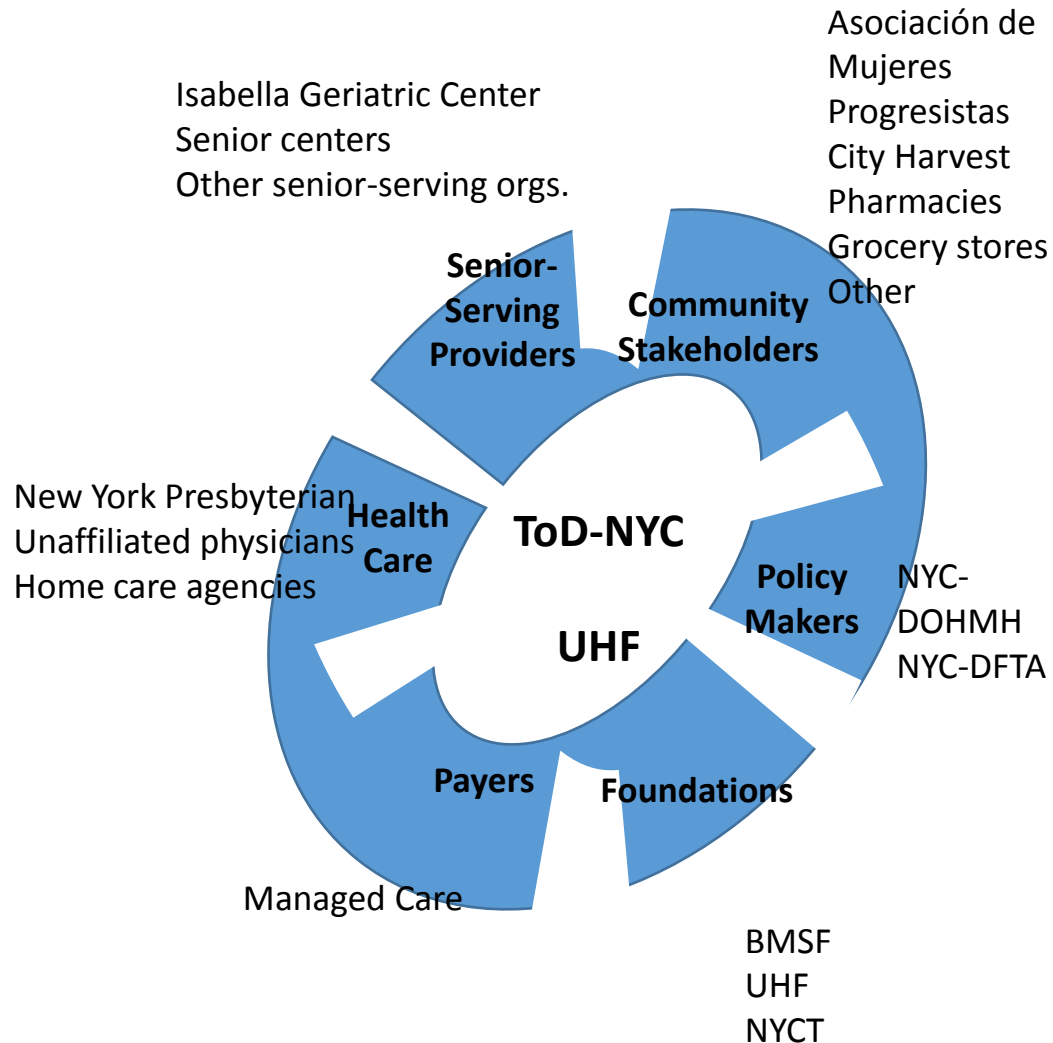 Asociación de
Mujeres
Progresistas
City Harvest
Pharmacies
Grocery stores
Other
Isabella Geriatric Center
Senior centers
Other senior-serving orgs.
Senior-
Serving
Providers
Community
Stakeholders
New York Presbyterian
Unaffiliated physicians
Home care agencies
Health
Care
ToD-NYC
UHF
Policy
Makers
NYC-
DOHMH
NYC-DFTA
Payers
Foundations
Managed Care
BMSF
UHF
NYCT